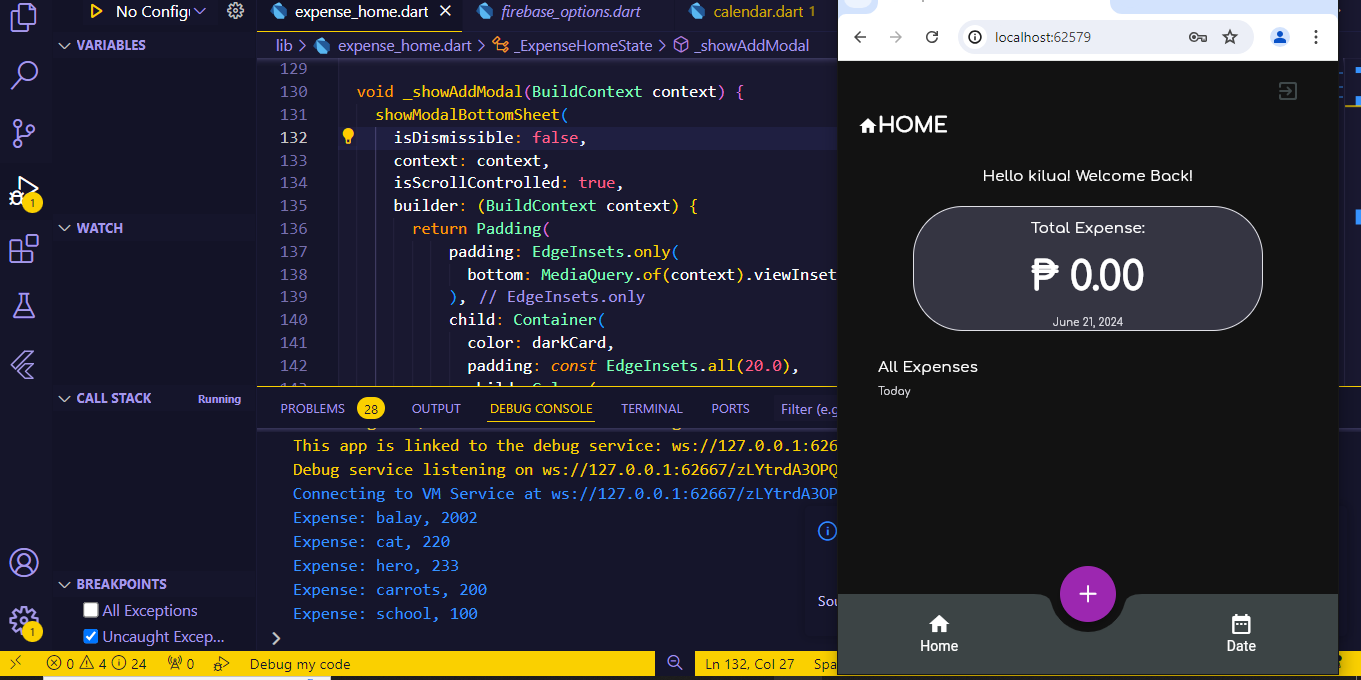 No Config
expense_home.dart
firebase_options.dart
calendar.dart 1
localhost:62579
VARIABLES
lib > expense_home.dart > _ExpenseHomeState > _showAddModal
129
130 void _showAddModal(BuildContext context) {
131 showModalBottomSheet(
132 isDismissible: false,
133 context: context,
134 isScrollControlled: true,
135 builder: (BuildContext context) {
136 return Padding(
137 padding: EdgeInsets.only(
138 bottom: MediaQuery.of(context).viewInset
139 ), // EdgeInsets.only
140 child: Container(
141 color: darkCard,
142 padding: const EdgeInsets.all(20.0),
1
WATCH
CALL STACK
Running
PROBLEMS 28
OUTPUT
DEBUG CONSOLE
TERMINAL
PORTS
Filter (e.g
This app is linked to the debug service: ws://127.0.0.1:626
Debug service listening on ws://127.0.0.1:62667/zLYtrdA3OPQ
Connecting to VM Service at ws://127.0.0.1:62667/zLYtrdA3OP
Expense: balay, 2002
Expense: cat, 220
Expense: hero, 233
Expense: carrots, 200
Expense: school, 100
BREAKPOINTS
All Exceptions
Uncaught Excep...
1
Sou
0 4 24
0
Debug my code
Ln 132, Col 27
Spa
HOME
Hello kilua! Welcome Back!
Total Expense:
₱ 0.00
June 21, 2024
All Expenses
Today
+
Home
Date